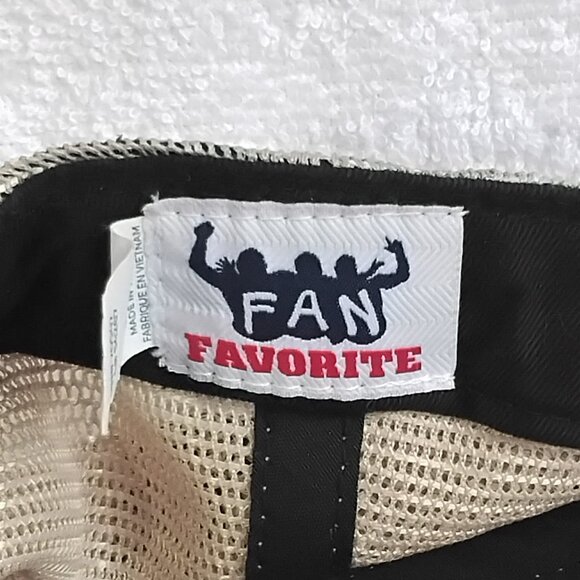 FAN
FAVORITE
MADE IN
FABRIQUE EN VIETNAM